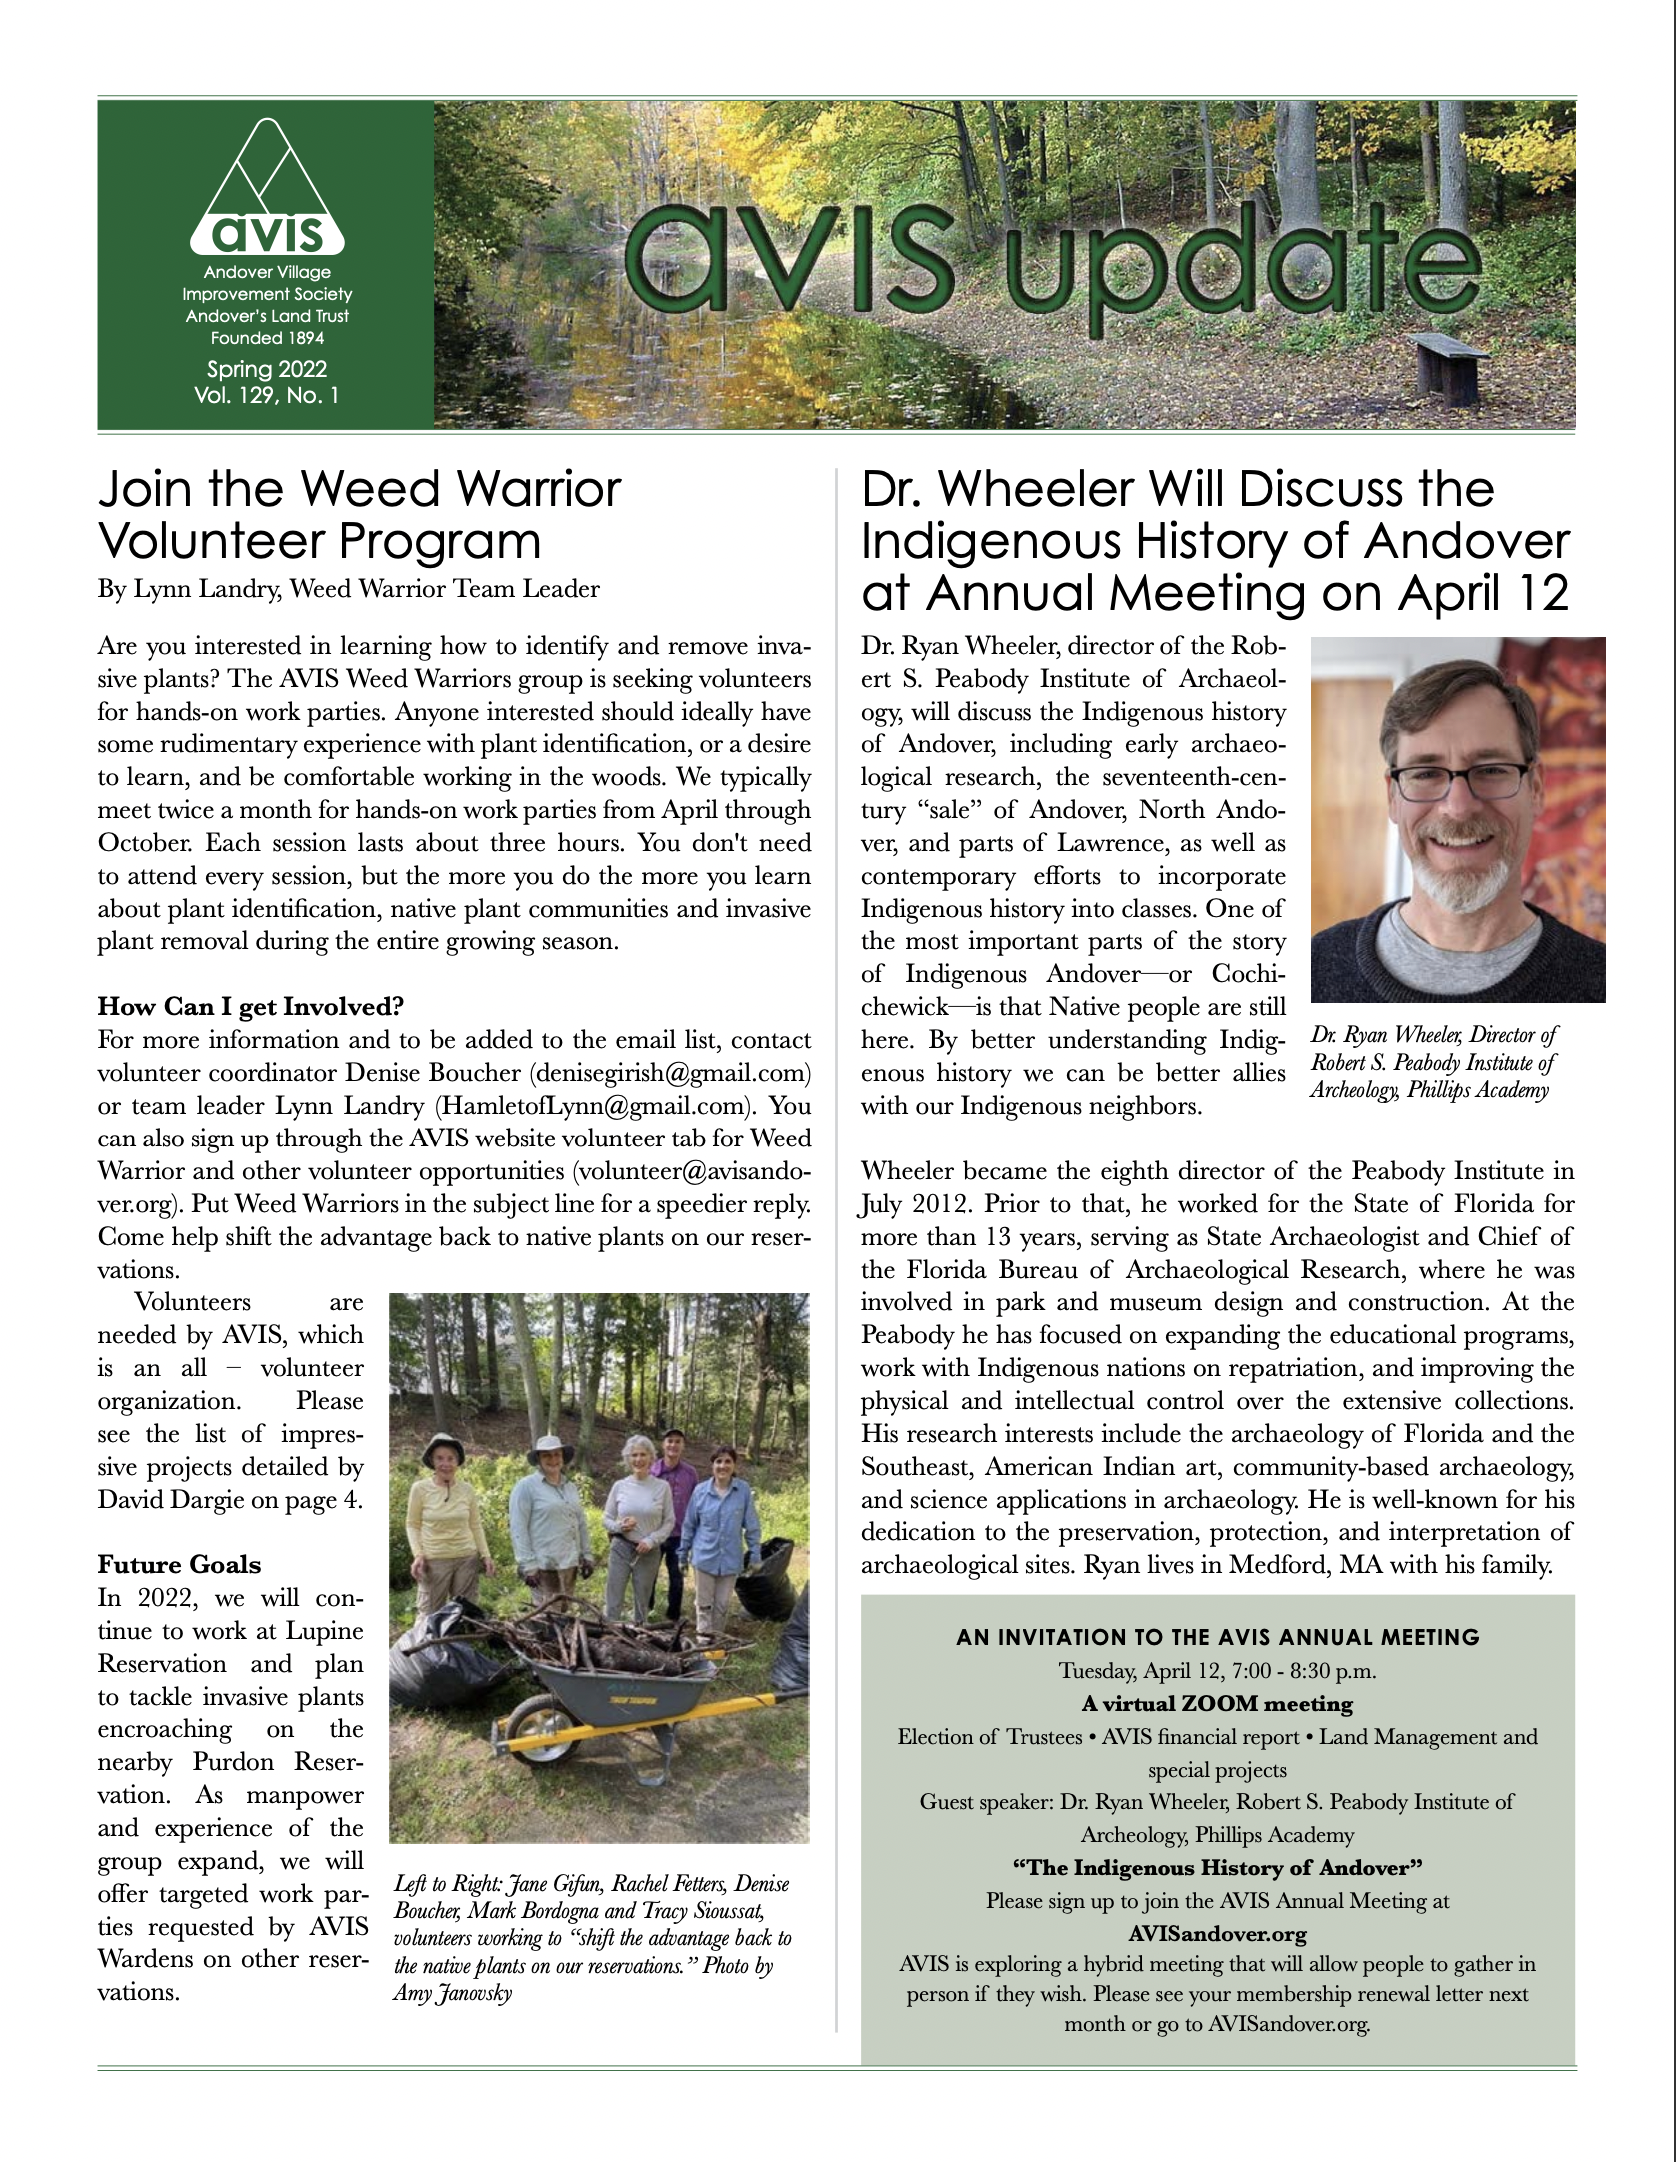 avis
Andover Village
Improvement Society
Andover's Land Trust
Founded 1894
Spring 2022
Vol. 129, No. 1
avis update
Join the Weed Warrior
Volunteer Program
By Lynn Landry, Weed Warrior Team Leader
Are you interested in learning how to identify and remove inva-
sive plants? The AVIS Weed Warriors group is seeking volunteers
for hands-on work parties. Anyone interested should ideally have
some rudimentary experience with plant identification, or a desire
to learn, and be comfortable working in the woods. We typically
meet twice a month for hands-on work parties from April through
October. Each session lasts about three hours. You don't need
to attend every session, but the more you do the more you learn
about plant identification, native plant communities and invasive
plant removal during the entire growing season.
How Can I get Involved?
For more information and to be added to the email list, contact
volunteer coordinator Denise Boucher (denisegirish@gmail.com)
or team leader Lynn Landry (HamletofLynn@gmail.com). You
can also sign up through the AVIS website volunteer tab for Weed
Warrior and other volunteer opportunities (volunteer@avisando-
ver.org). Put Weed Warriors in the subject line for a speedier reply.
Come help shift the advantage back to native plants on our reser-
vations.
Volunteers are
needed by AVIS, which
is an all – volunteer
organization. Please
see the list of impres-
sive projects detailed by
David Dargie on page 4.
Future Goals
In 2022, we will con-
tinue to work at Lupine
Reservation and plan
to tackle invasive plants
encroaching on the
nearby Purdon Reser-
vation. As manpower
and experience of the
group expand, we will
offer targeted work par-
ties requested by AVIS
Wardens on other reser-
vations.
AVIS
Left to Right: Jane Gifun, Rachel Fetters, Denise
Boucher, Mark Bordogna and Tracy Sioussat,
volunteers working to “shift the advantage back to
the native plants on our reservations.” Photo by
Amy Janovsky
Dr. Wheeler Will Discuss the
Indigenous History of Andover
at Annual Meeting on April 12
Dr. Ryan Wheeler, director of the Rob-
ert S. Peabody Institute of Archaeol-
ogy, will discuss the Indigenous history
of Andover, including early archaeo-
logical research, the seventeenth-cen-
tury “sale” of Andover, North Ando-
ver, and parts of Lawrence, as well as
contemporary efforts to incorporate
Indigenous history into classes. One of
the most important parts of the story
of Indigenous Andover—or Cochi-
chewick—is that Native people are still
here. By better understanding Indig-
enous history we can be better allies
with our Indigenous neighbors.
Dr. Ryan Wheeler, Director of
Robert S. Peabody Institute of
Archeology, Phillips Academy
Wheeler became the eighth director of the Peabody Institute in
July 2012. Prior to that, he worked for the State of Florida for
more than 13 years, serving as State Archaeologist and Chief of
the Florida Bureau of Archaeological Research, where he was
involved in park and museum design and construction. At the
Peabody he has focused on expanding the educational programs,
work with Indigenous nations on repatriation, and improving the
physical and intellectual control over the extensive collections.
His research interests include the archaeology of Florida and the
Southeast, American Indian art, community-based archaeology,
and science applications in archaeology. He is well-known for his
dedication to the preservation, protection, and interpretation of
archaeological sites. Ryan lives in Medford, MA with his family.
AN INVITATION TO THE AVIS ANNUAL MEETING
Tuesday, April 12, 7:00 - 8:30 p.m.
A virtual ZOOM meeting
Election of Trustees • AVIS financial report • Land Management and
special projects
Guest speaker: Dr. Ryan Wheeler, Robert S. Peabody Institute of
Archeology, Phillips Academy
“The Indigenous History of Andover”
Please sign up to join the AVIS Annual Meeting at
AVISandover.org
AVIS is exploring a hybrid meeting that will allow people to gather in
person if they wish. Please see your membership renewal letter next
month or go to AVISandover.org.